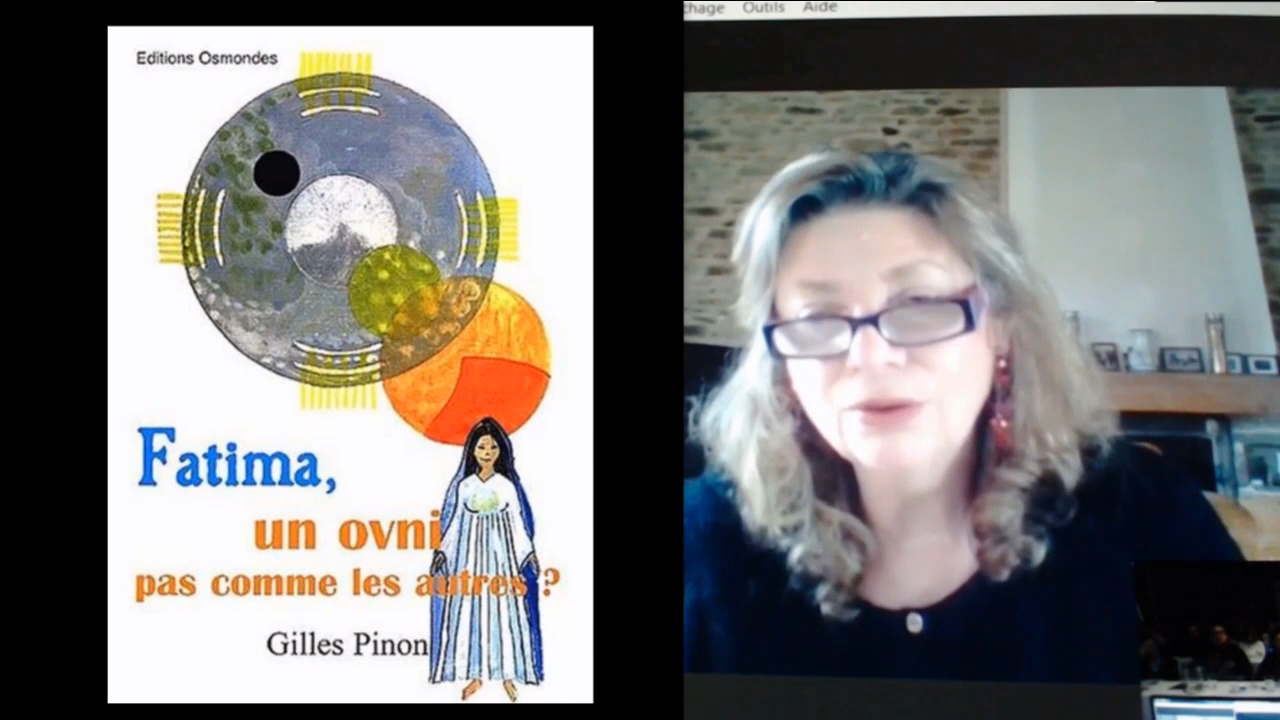 Editions Osmondes
Fatima,
un ovni
pas comme les autres ?
Gilles Pinon
chage Outils Aide